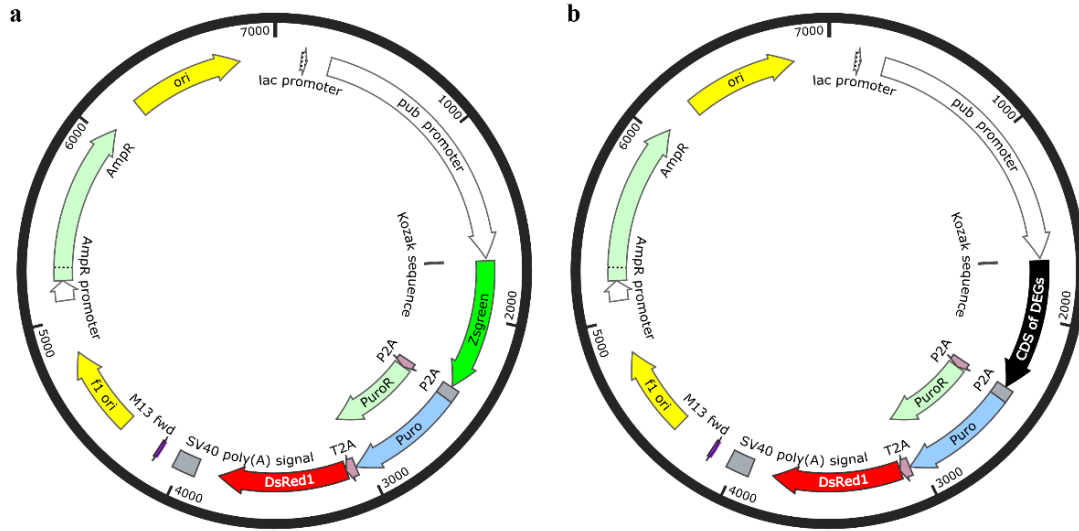 a
7000
ori
lac promoter
pub promoter
1000
6000
AmpR
Kozak sequence
AmpR promoter
Zsgreen
2000
5000
P2A
P2A
PuroR
f1 ori
M13 fwd
Puro
T2A
SV40 poly(A) signal
DsRed1
3000
4000
b
7000
ori
lac promoter
pub promoter
1000
6000
AmpR
Kozak sequence
AmpR promoter
CDS of DEGs
2000
5000
P2A
P2A
PuroR
f1 ori
M13 fwd
Puro
T2A
SV40 poly(A) signal
DsRed1
3000
4000